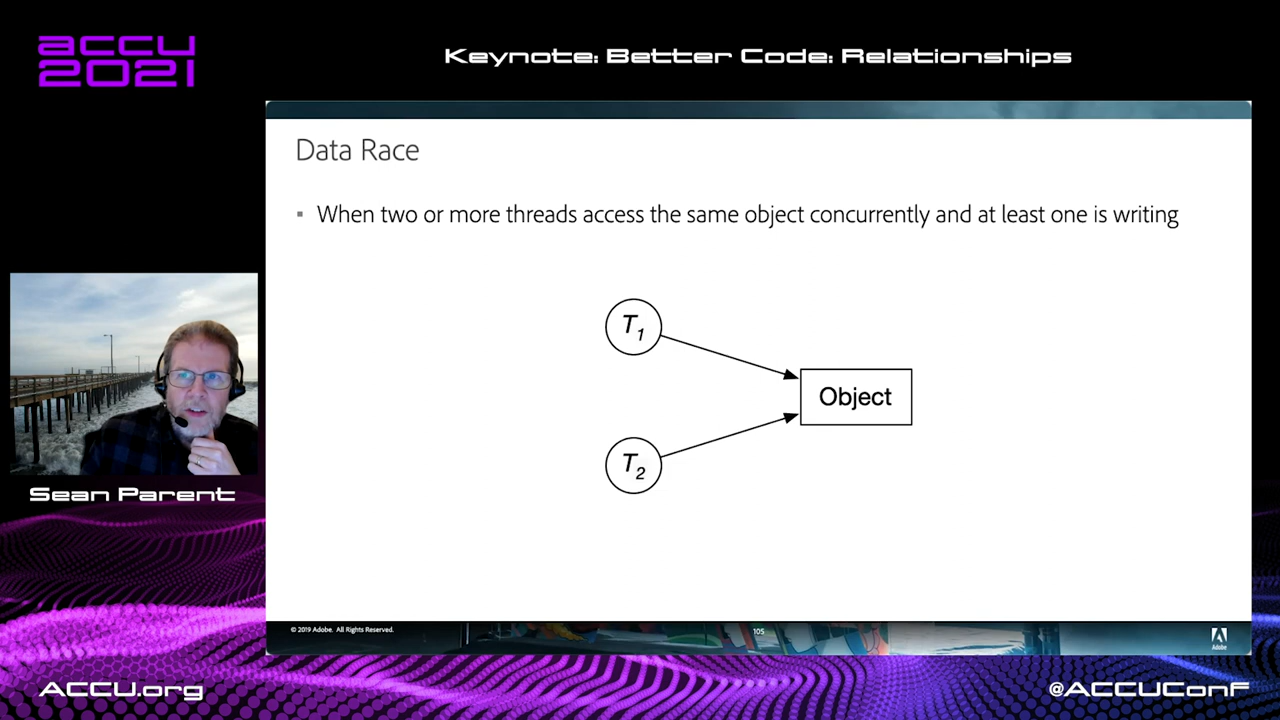 accu
2021
Keynote: Better Code: Relationships
Data Race
▪ When two or more threads access the same object concurrently and at least one is writing
T1
Object
T2
Sean Parent
© 2019 Adobe. All Rights Reserved.
105
Adobe
ACCU.org
@ACCUConf